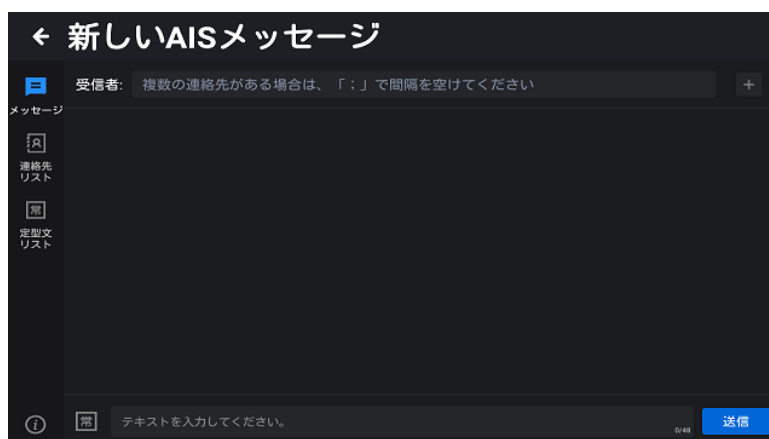 新しいAISメッセージ
受信者: 複数の連絡先がある場合は、「;」で間隔を空けてください
メッセージ
連絡先
リスト
常
定型文
リスト
常 テキストを入力してください。 0/48 送信